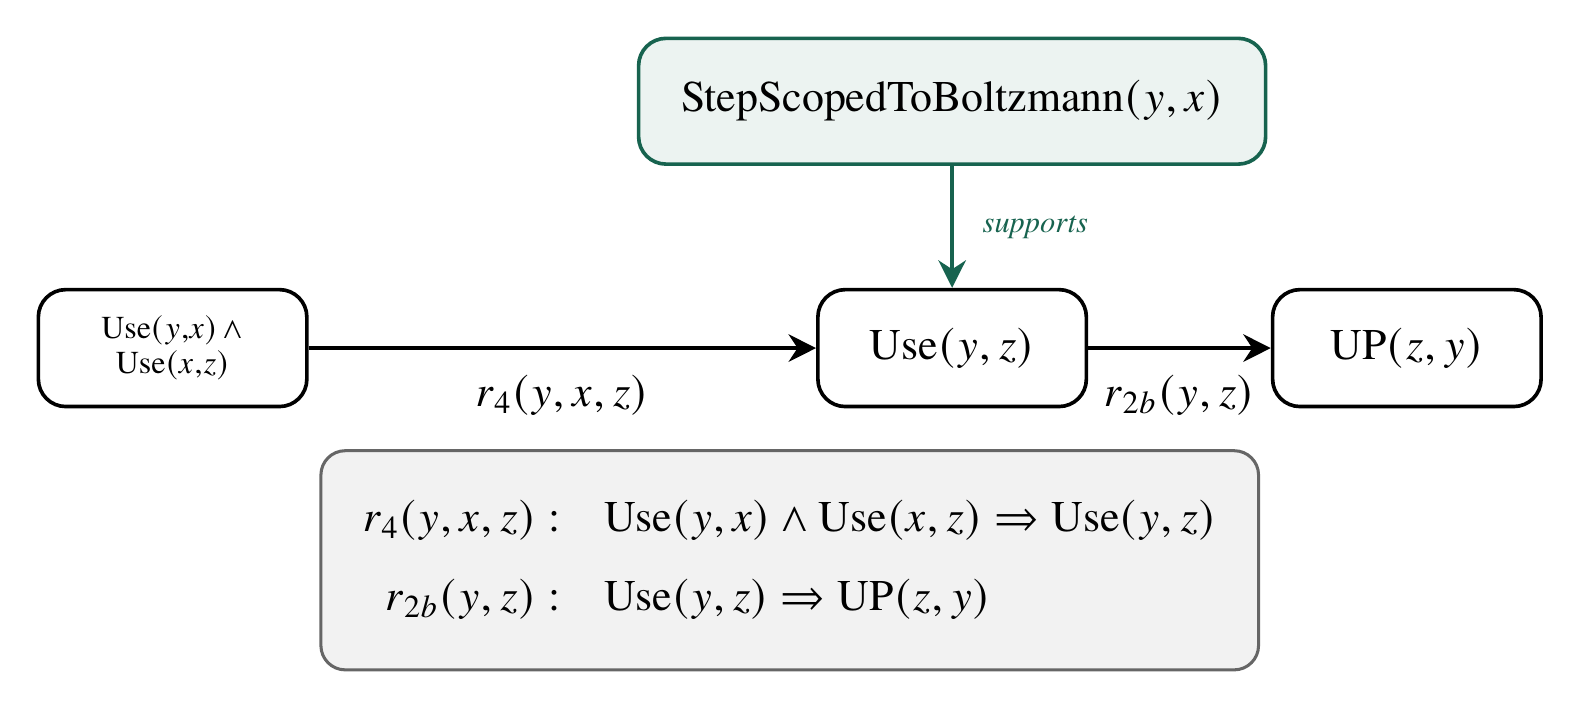 StepScopedToBoltzmann(y, x)
supports
Use(y,x) ∧
Use(x,z)
r₄(y, x, z)
Use(y, z)
r₂b(y, z)
UP(z, y)
r₄(y, x, z) : Use(y, x) ∧ Use(x, z) ⇒ Use(y, z)
r₂b(y, z) : Use(y, z) ⇒ UP(z, y)